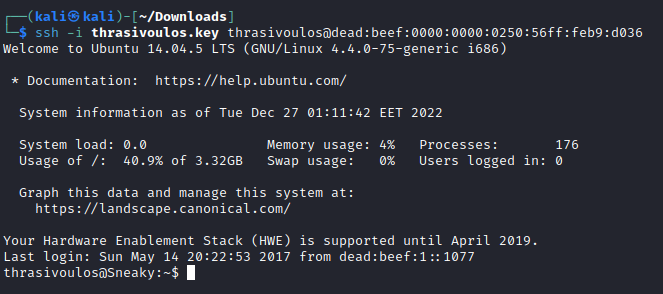 ┌──(kali㉿kali)-[~/Downloads]
└─$ ssh -i thrasivoulos.key thrasivoulos@dead:beef:0000:0000:0250:56ff:feb9:d036
Welcome to Ubuntu 14.04.5 LTS (GNU/Linux 4.4.0-75-generic i686)
* Documentation:  https://help.ubuntu.com/
System information as of Tue Dec 27 01:11:42 EET 2022
System load: 0.0               Memory usage: 4%   Processes:       176
Usage of /:  40.9% of 3.32GB   Swap usage:   0%   Users logged in: 0
Graph this data and manage this system at:
https://landscape.canonical.com/
Your Hardware Enablement Stack (HWE) is supported until April 2019.
Last login: Sun May 14 20:22:53 2017 from dead:beef:1::1077
thrasivoulos@Sneaky:~$